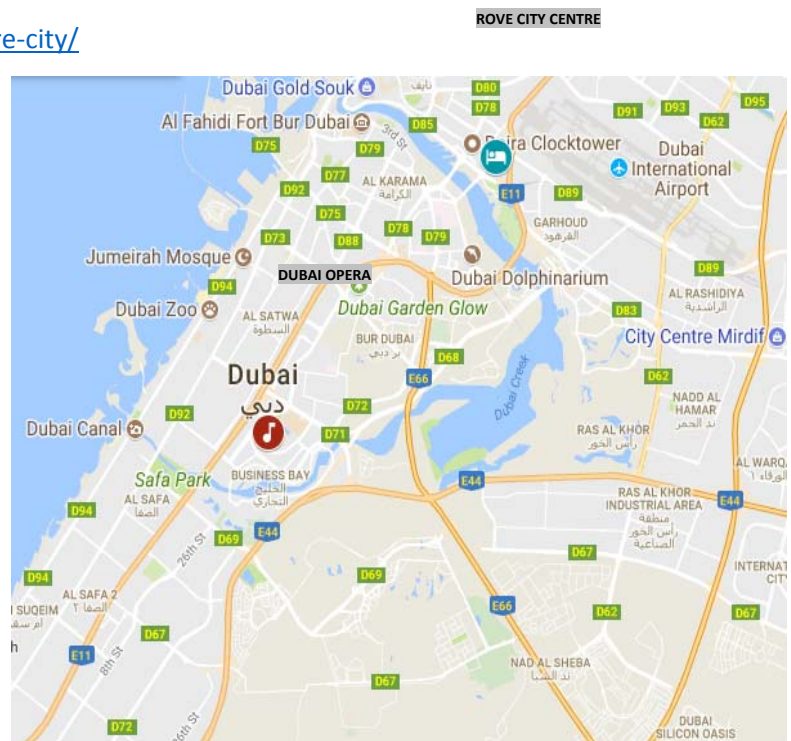 ROVE CITY CENTRE
e-city/
Dubai Gold Souk
نايف
D80
D78
D91
D93
D95
D62
Al Fahidi Fort Bur Dubai
3rd St
D85
D75
D79
Deira Clocktower
Dubai
International
Airport
D77
AL KARAMA
الكرامة
D92
E11
D89
D75
GARHOUD
القرهود
D73
D88
D78
D79
Jumeirah Mosque
DUBAI OPERA
Dubai Dolphinarium
D89
D94
AL RASHIDIYA
الراشدية
Dubai Zoo
AL SATWA
السطوة
Dubai Garden Glow
D83
BUR DUBAI
بر دبي
City Centre Mirdif
D68
Dubai
دبي
E66
D62
Dubai Creek
NADD AL
HAMAR
ند الحمر
D92
D72
Dubai Canal
D71
RAS AL KHOR
رأس الخور
Safa Park
BUSINESS BAY
الخليج
التجاري
AL WARQA
الورقاء ١
AL SAFA
الصفا
E44
RAS AL KHOR
INDUSTRIAL AREA
منطقة
رأس الخور
الصناعية
E44
D94
26th St
D69
E44
D67
D94
D69
INTERNAT
CITY
AL SAFA 2
الصفا ٢
SUQEIM
أم سق
E66
D62
D67
D67
h
E11
8th St
NAD AL SHEBA
ند الشبا
D67
D72
26th St
DUBAI
SILICON OASIS